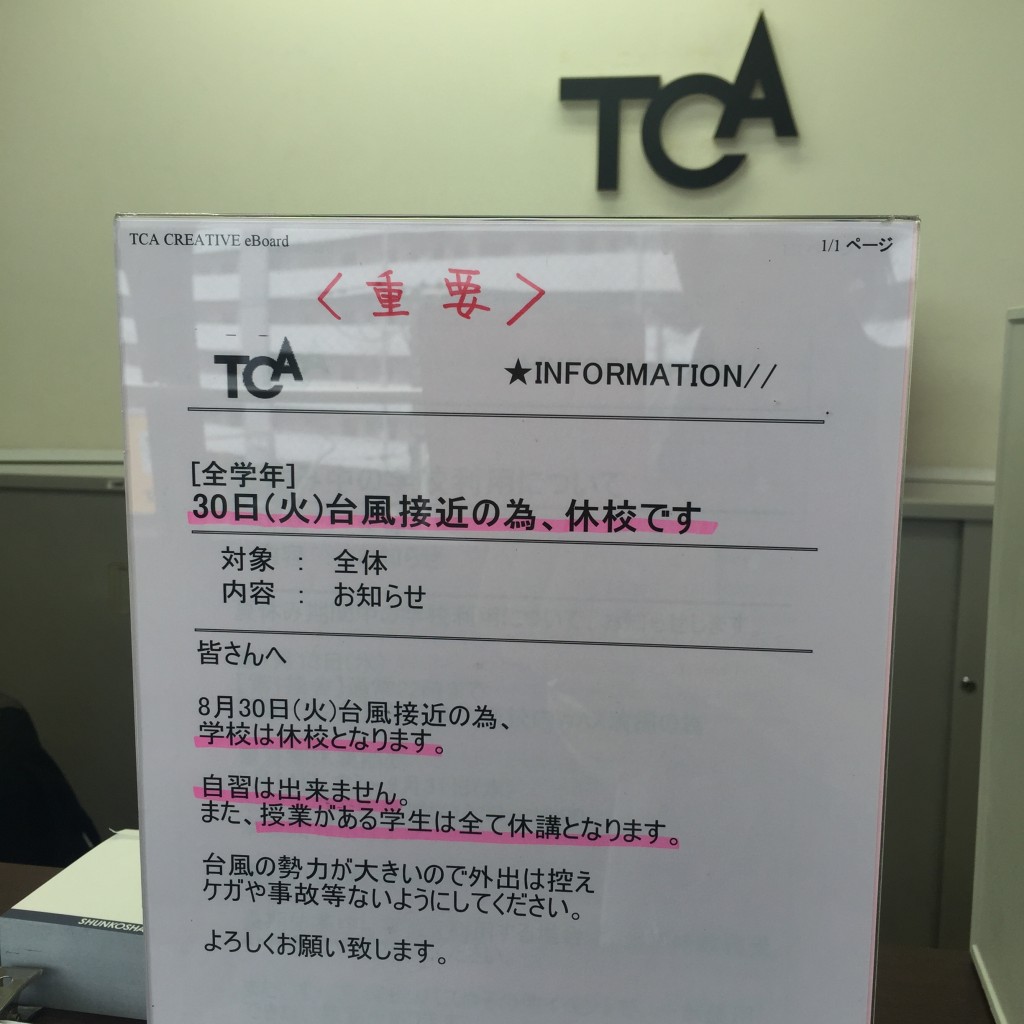 TCA
TCA CREATIVE eBoard
1/1 ページ
〈重要〉
TCA
★INFORMATION//
[全学年]
30日(火)台風接近の為、休校です
対象 : 全体
内容 : お知らせ
皆さんへ
8月30日(火)台風接近の為、
学校は休校となります。
自習は出来ません。
また、授業がある学生は全て休講となります。
台風の勢力が大きいので外出は控え
ケガや事故等ないようにしてください。
よろしくお願い致します。